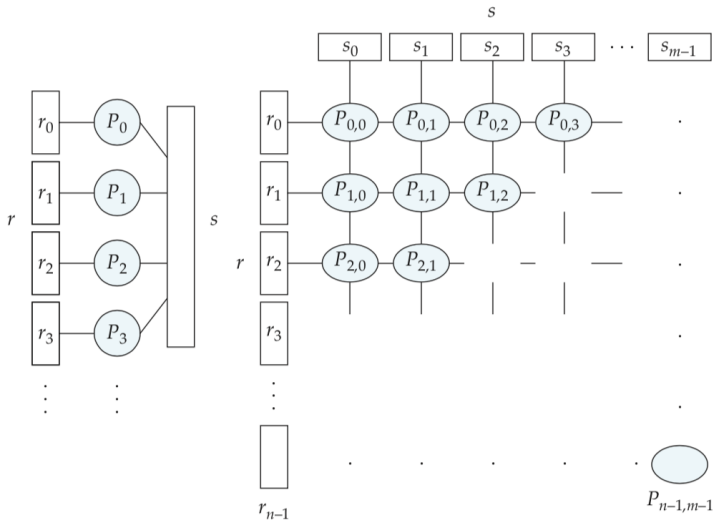 s
s₀ s₁ s₂ s₃ ··· sₘ₋₁
r₀ P₀ r₀ P₀,₀ P₀,₁ P₀,₂ P₀,₃
r₁ P₁ r₁ P₁,₀ P₁,₁ P₁,₂
r s
r₂ P₂ r r₂ P₂,₀ P₂,₁
r₃ P₃ r₃
rₙ₋₁ Pₙ₋₁,ₘ₋₁